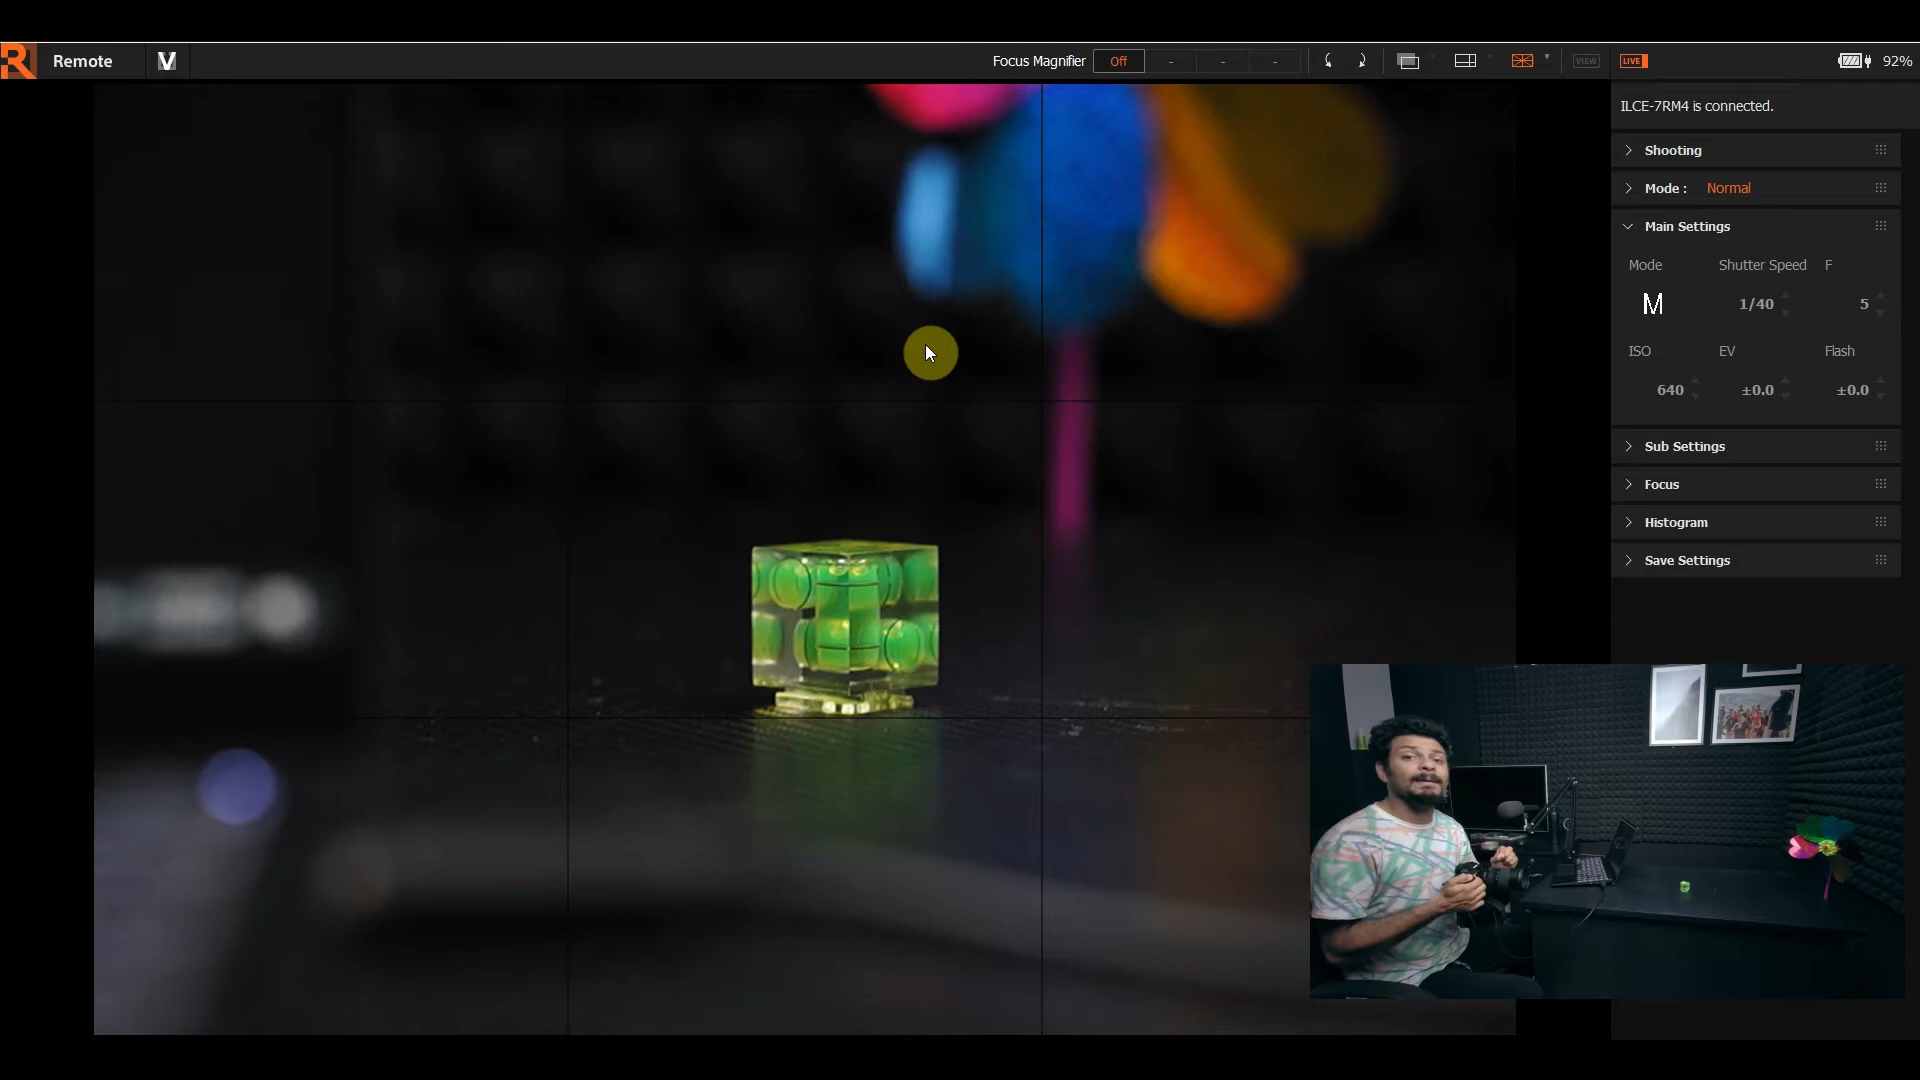 R Remote V Focus Magnifier Off - - - VIEW LIVE 92%
ILCE-7RM4 is connected.
Shooting
Mode : Normal
Main Settings
Mode Shutter Speed F
M 1/40 5
ISO EV Flash
640 ±0.0 ±0.0
Sub Settings
Focus
Histogram
Save Settings